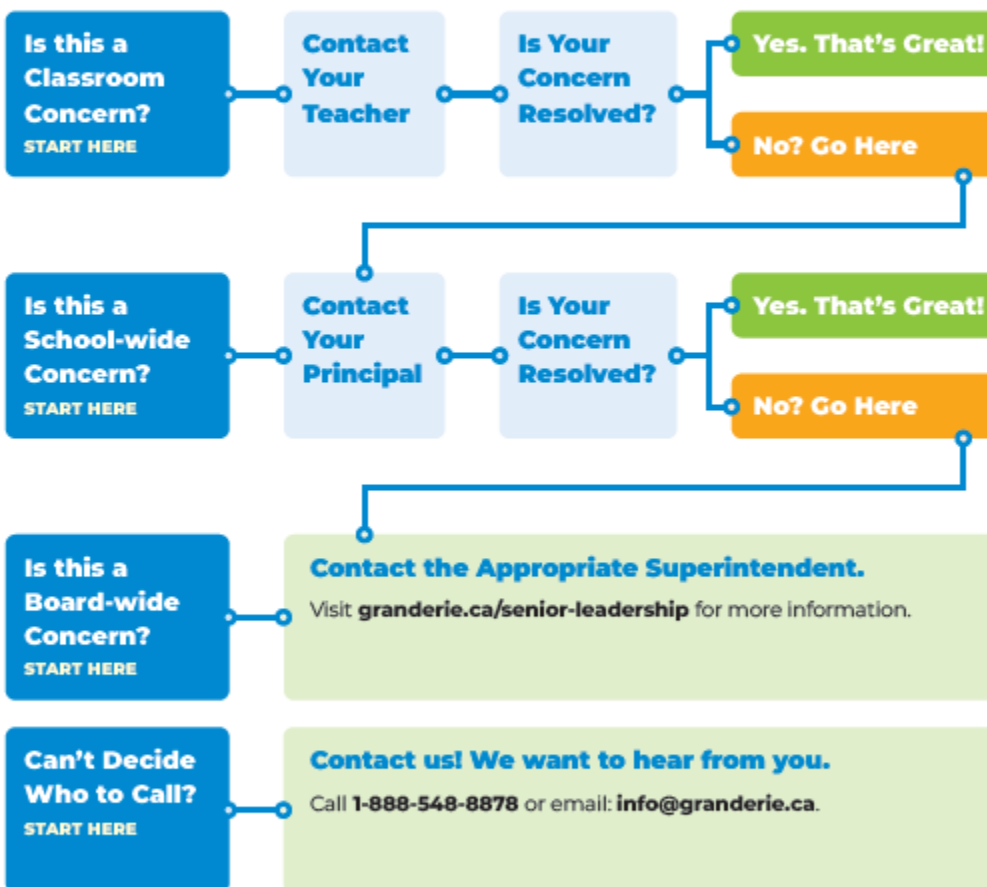 Is this a
Classroom
Concern?
START HERE
Contact
Your
Teacher
Is Your
Concern
Resolved?
Yes. That's Great!
No? Go Here
Is this a
School-wide
Concern?
START HERE
Contact
Your
Principal
Is Your
Concern
Resolved?
Yes. That's Great!
No? Go Here
Is this a
Board-wide
Concern?
START HERE
Contact the Appropriate Superintendent.
Visit granderie.ca/senior-leadership for more information.
Can't Decide
Who to Call?
START HERE
Contact us! We want to hear from you.
Call 1-888-548-8878 or email: info@granderie.ca.